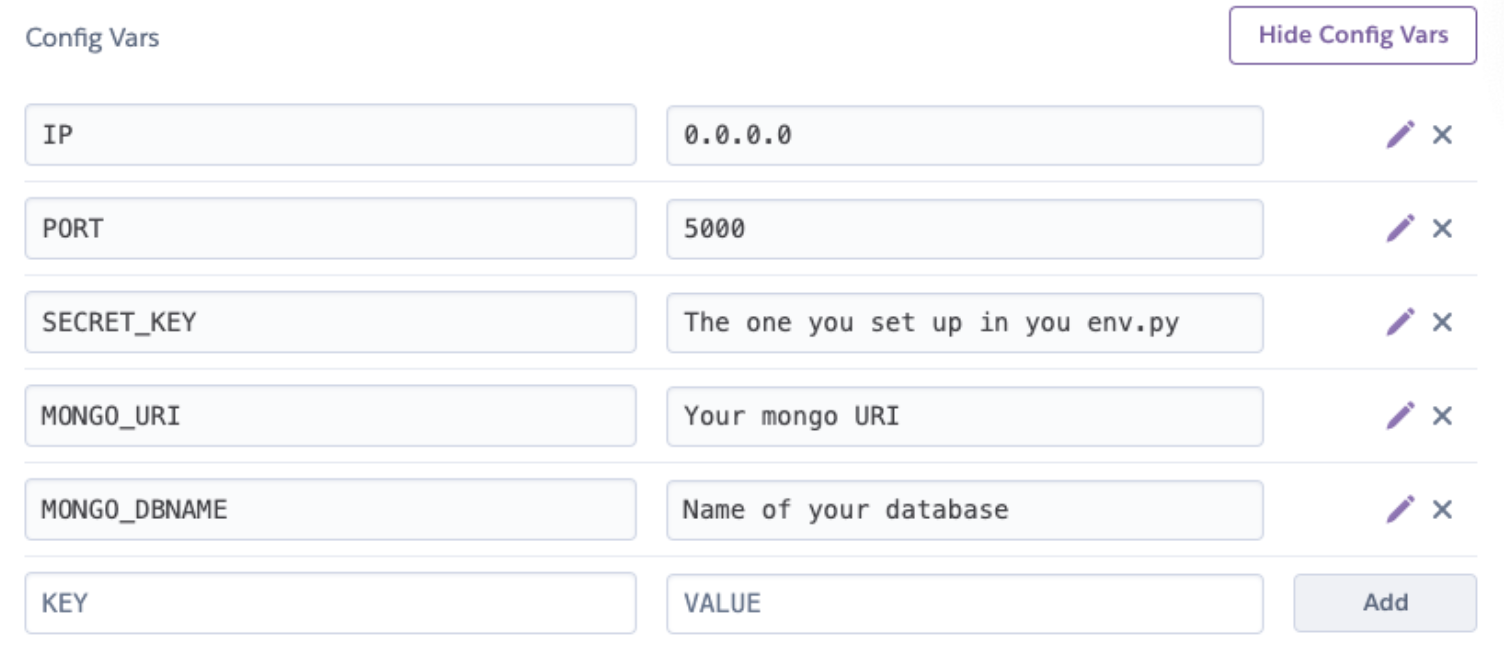 Config Vars Hide Config Vars
IP 0.0.0.0
PORT 5000
SECRET_KEY The one you set up in you env.py
MONGO_URI Your mongo URI
MONGO_DBNAME Name of your database
KEY VALUE Add